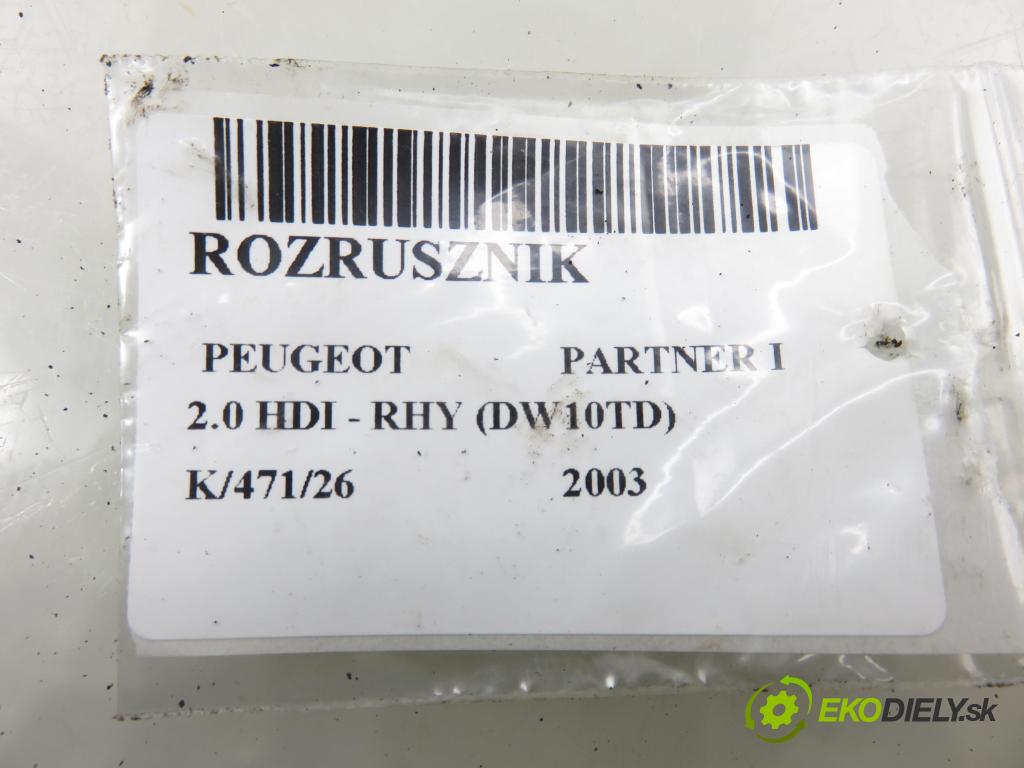 ROZRUSZNIK
PEUGEOT PARTNER I
2.0 HDI - RHY (DW10TD)
K/471/26 2003
EKODIELY.sk